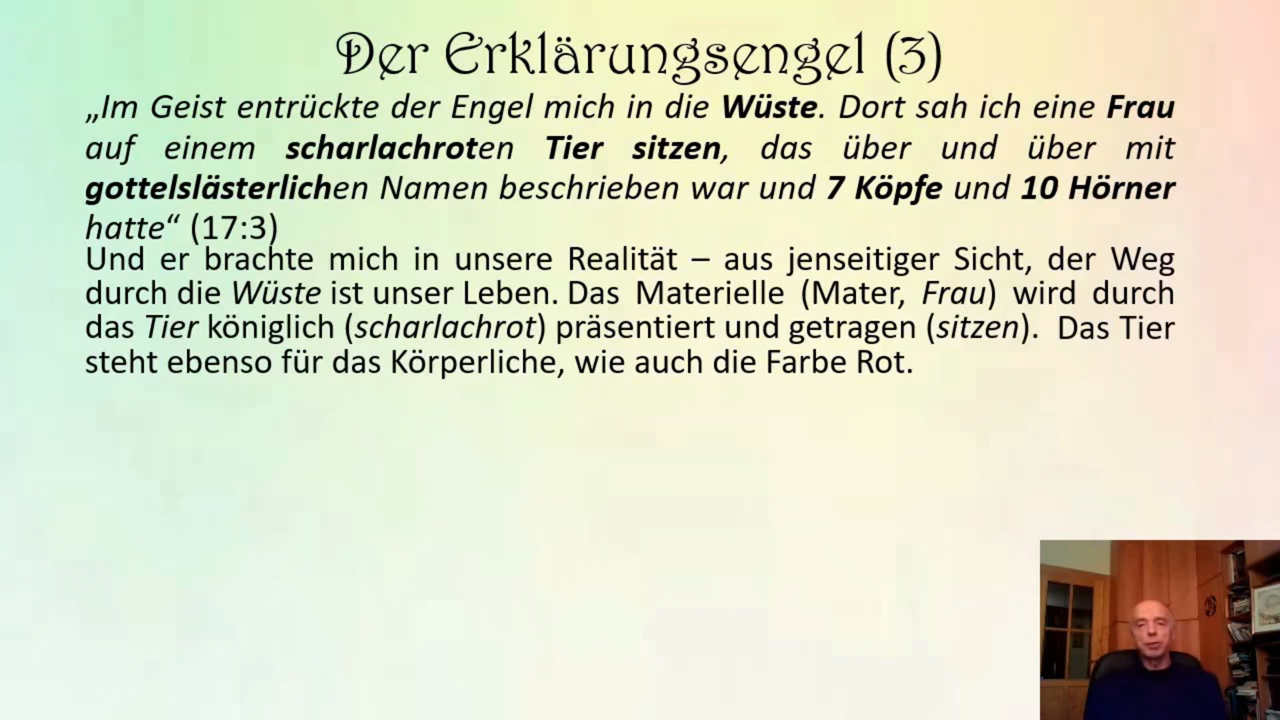 Der Erklärungsengel (3)
„Im Geist entrückte der Engel mich in die Wüste. Dort sah ich eine Frau
auf einem scharlachroten Tier sitzen, das über und über mit
gottelslästerlichen Namen beschrieben war und 7 Köpfe und 10 Hörner
hatte“ (17:3)
Und er brachte mich in unsere Realität – aus jenseitiger Sicht, der Weg
durch die Wüste ist unser Leben. Das Materielle (Mater, Frau) wird durch
das Tier königlich (scharlachrot) präsentiert und getragen (sitzen). Das Tier
steht ebenso für das Körperliche, wie auch die Farbe Rot.